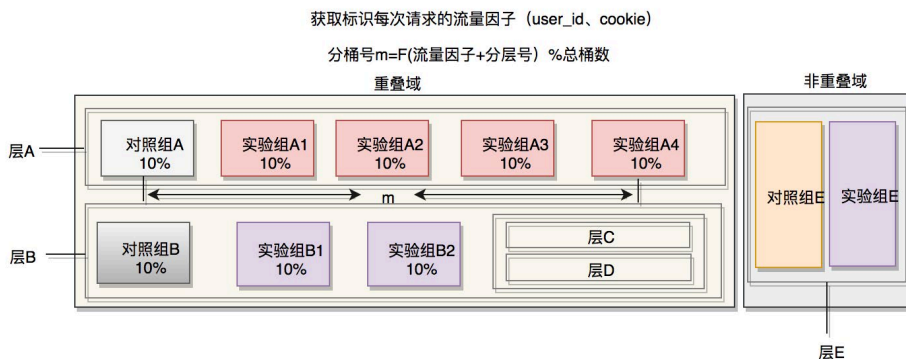 获取标识每次请求的流量因子（user_id、cookie）
分桶号m=F(流量因子+分层号）%总桶数
重叠域
非重叠域
层A
对照组A
10%
实验组A1
10%
实验组A2
10%
实验组A3
10%
实验组A4
10%
m
层B
对照组B
10%
实验组B1
10%
实验组B2
10%
层C
层D
对照组E
实验组E
层E